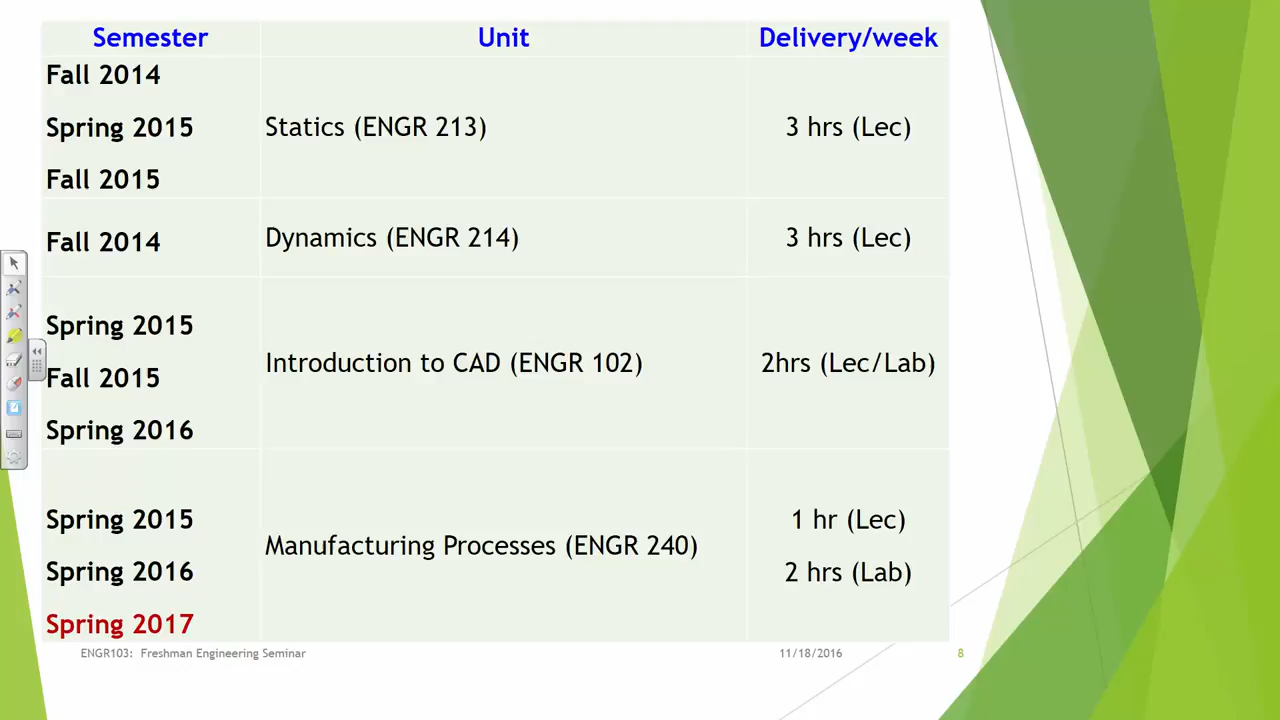 Semester Unit Delivery/week
Fall 2014
Spring 2015 Statics (ENGR 213) 3 hrs (Lec)
Fall 2015
Fall 2014 Dynamics (ENGR 214) 3 hrs (Lec)
Spring 2015
Introduction to CAD (ENGR 102) 2hrs (Lec/Lab)
Fall 2015
Spring 2016
Spring 2015 1 hr (Lec)
Manufacturing Processes (ENGR 240)
Spring 2016 2 hrs (Lab)
Spring 2017
ENGR103: Freshman Engineering Seminar 11/18/2016 8